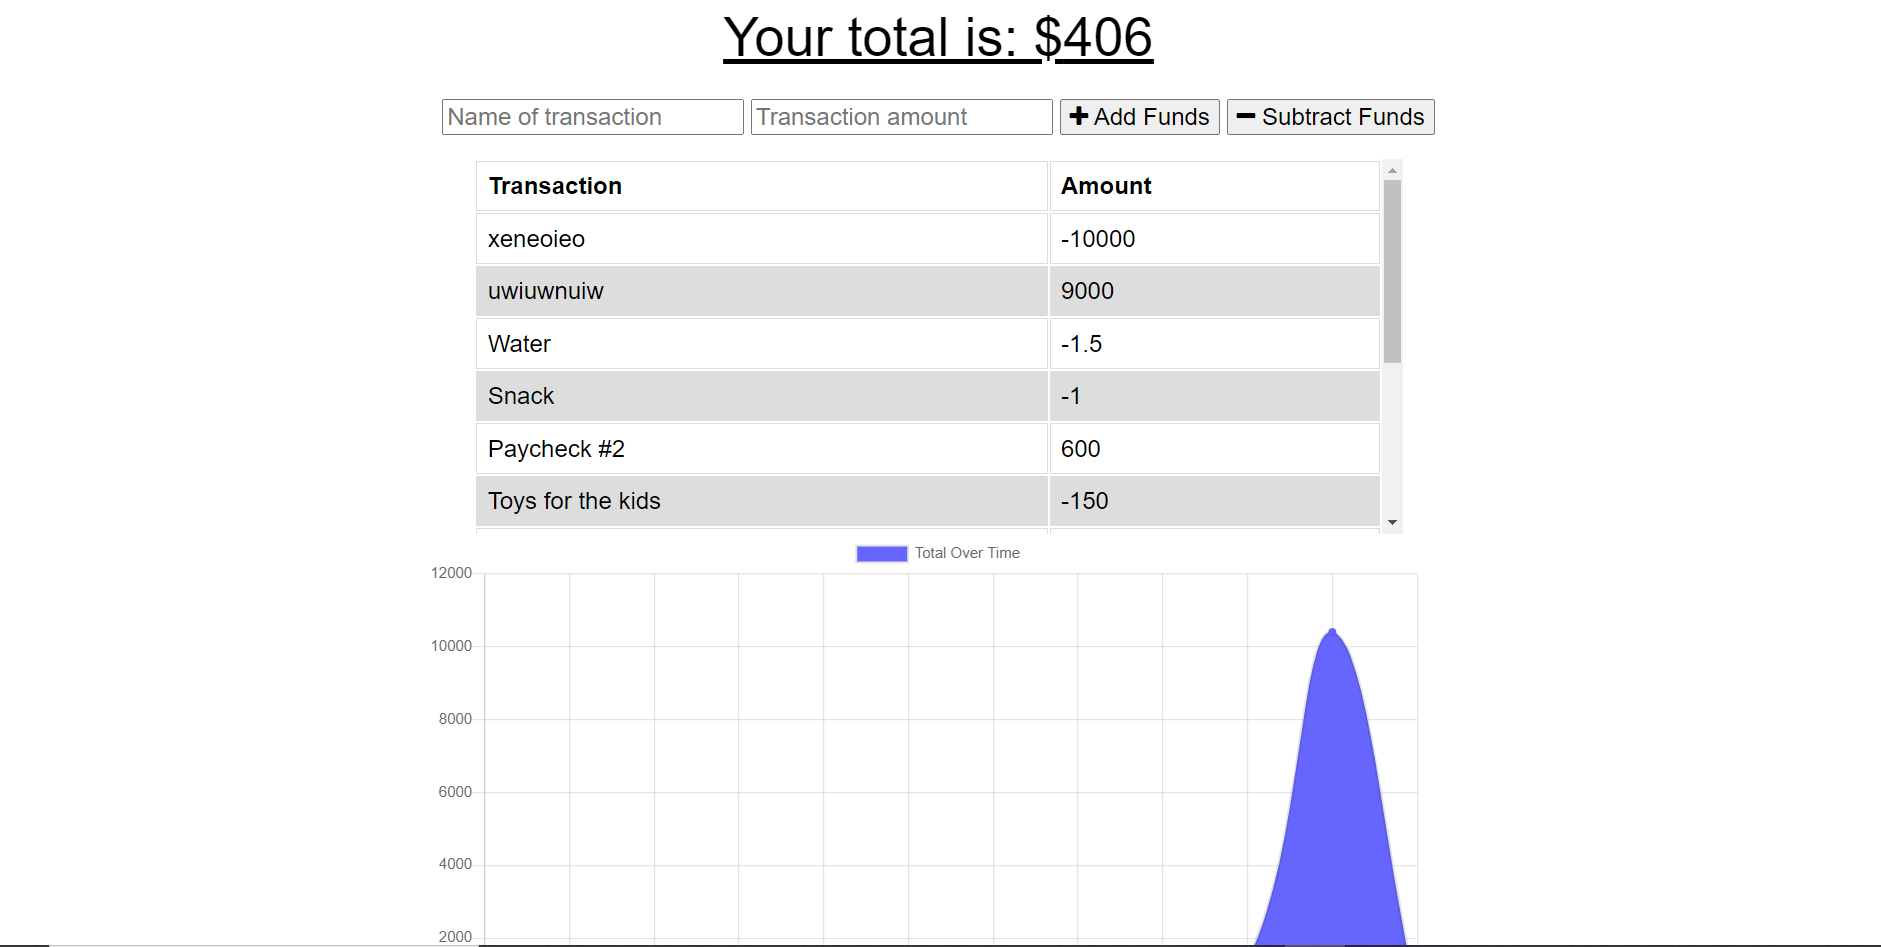 Your total is: $406
Name of transaction Transaction amount Add Funds Subtract Funds
Transaction Amount
xeneoieo -10000
uwiuwnuiw 9000
Water -1.5
Snack -1
Paycheck #2 600
Toys for the kids -150
Total Over Time
12000
10000
8000
6000
4000
2000